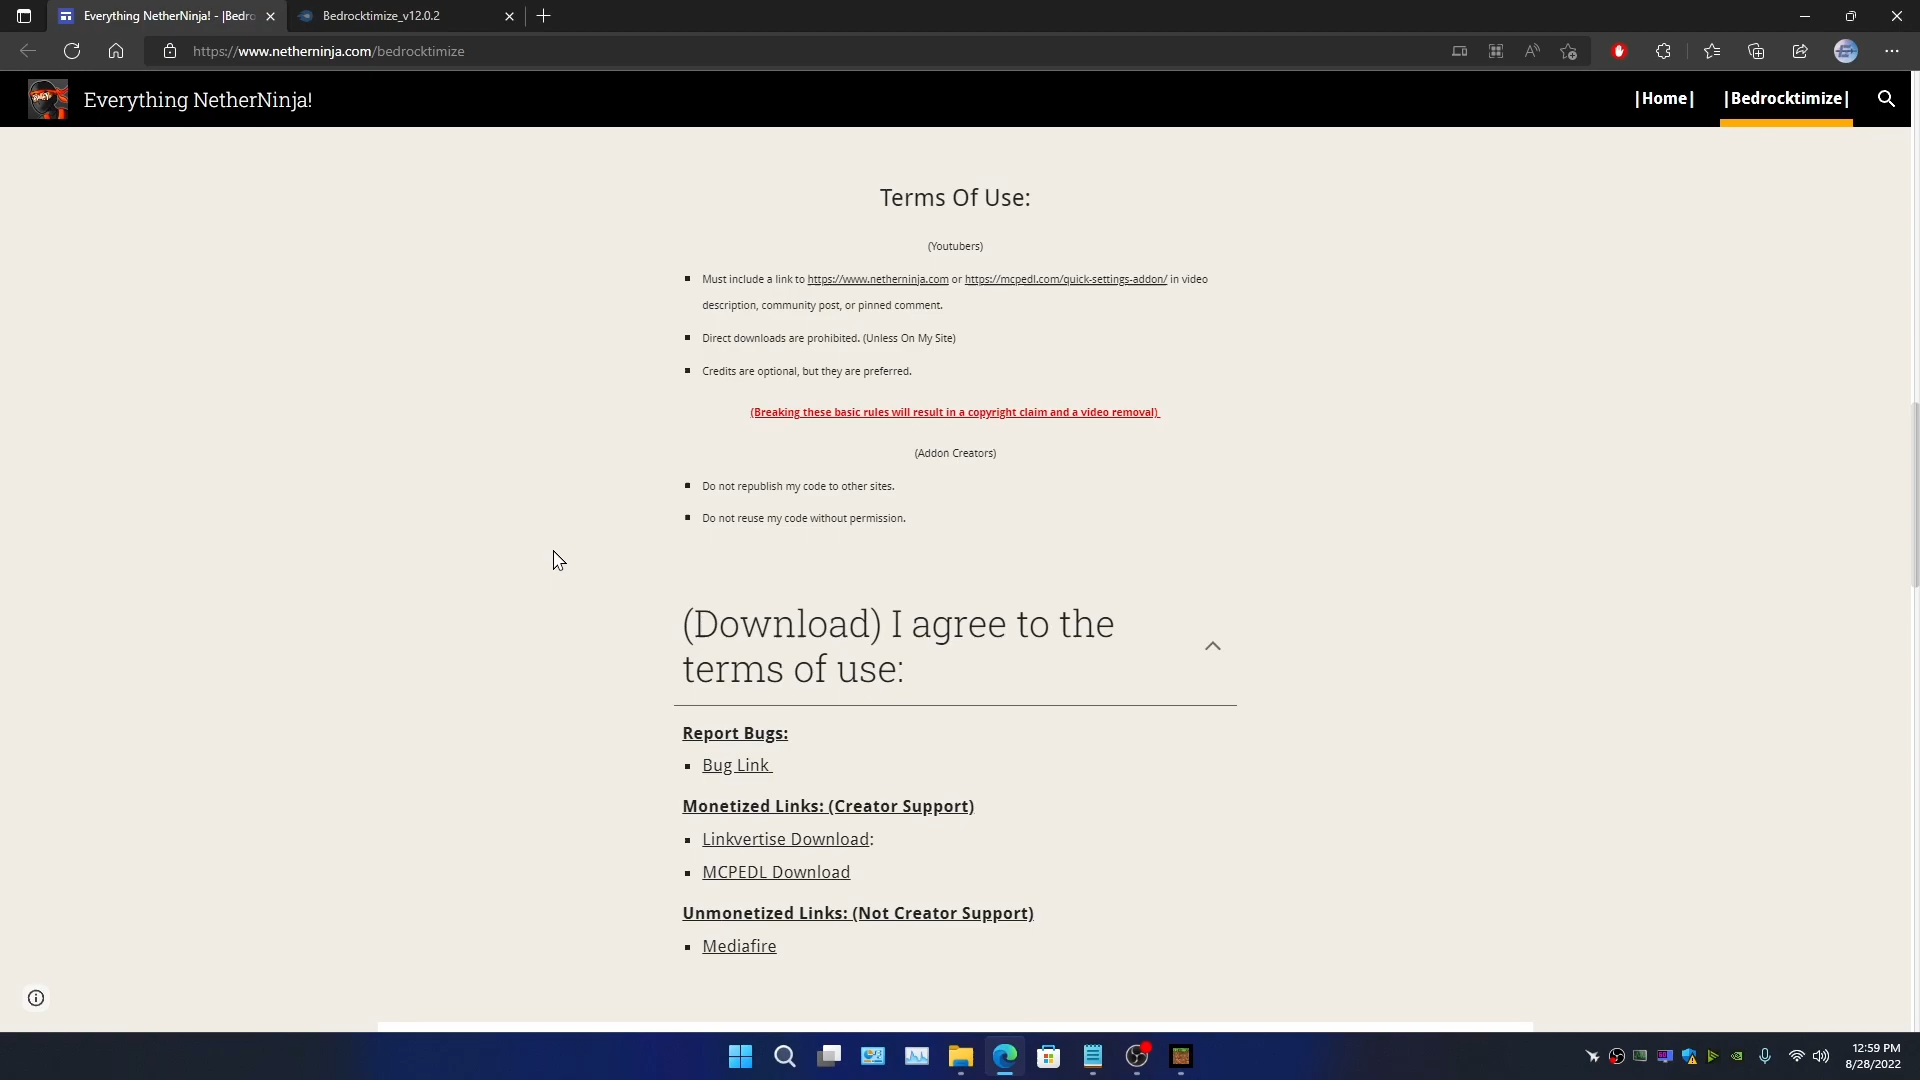 Everything NetherNinja! - |Bedro
Bedrocktimize_v12.0.2
https://www.netherninja.com/bedrocktimize
Everything NetherNinja!
|Home|
|Bedrocktimize|
Terms Of Use:
(Youtubers)
Must include a link to https://www.netherninja.com or https://mcpedl.com/quick-settings-addon/ in video
description, community post, or pinned comment.
Direct downloads are prohibited. (Unless On My Site)
Credits are optional, but they are preferred.
(Breaking these basic rules will result in a copyright claim and a video removal)
(Addon Creators)
Do not republish my code to other sites.
Do not reuse my code without permission.
(Download) I agree to the
terms of use:
Report Bugs:
Bug Link
Monetized Links: (Creator Support)
Linkvertise Download:
MCPEDL Download
Unmonetized Links: (Not Creator Support)
Mediafire
12:59 PM
8/28/2022